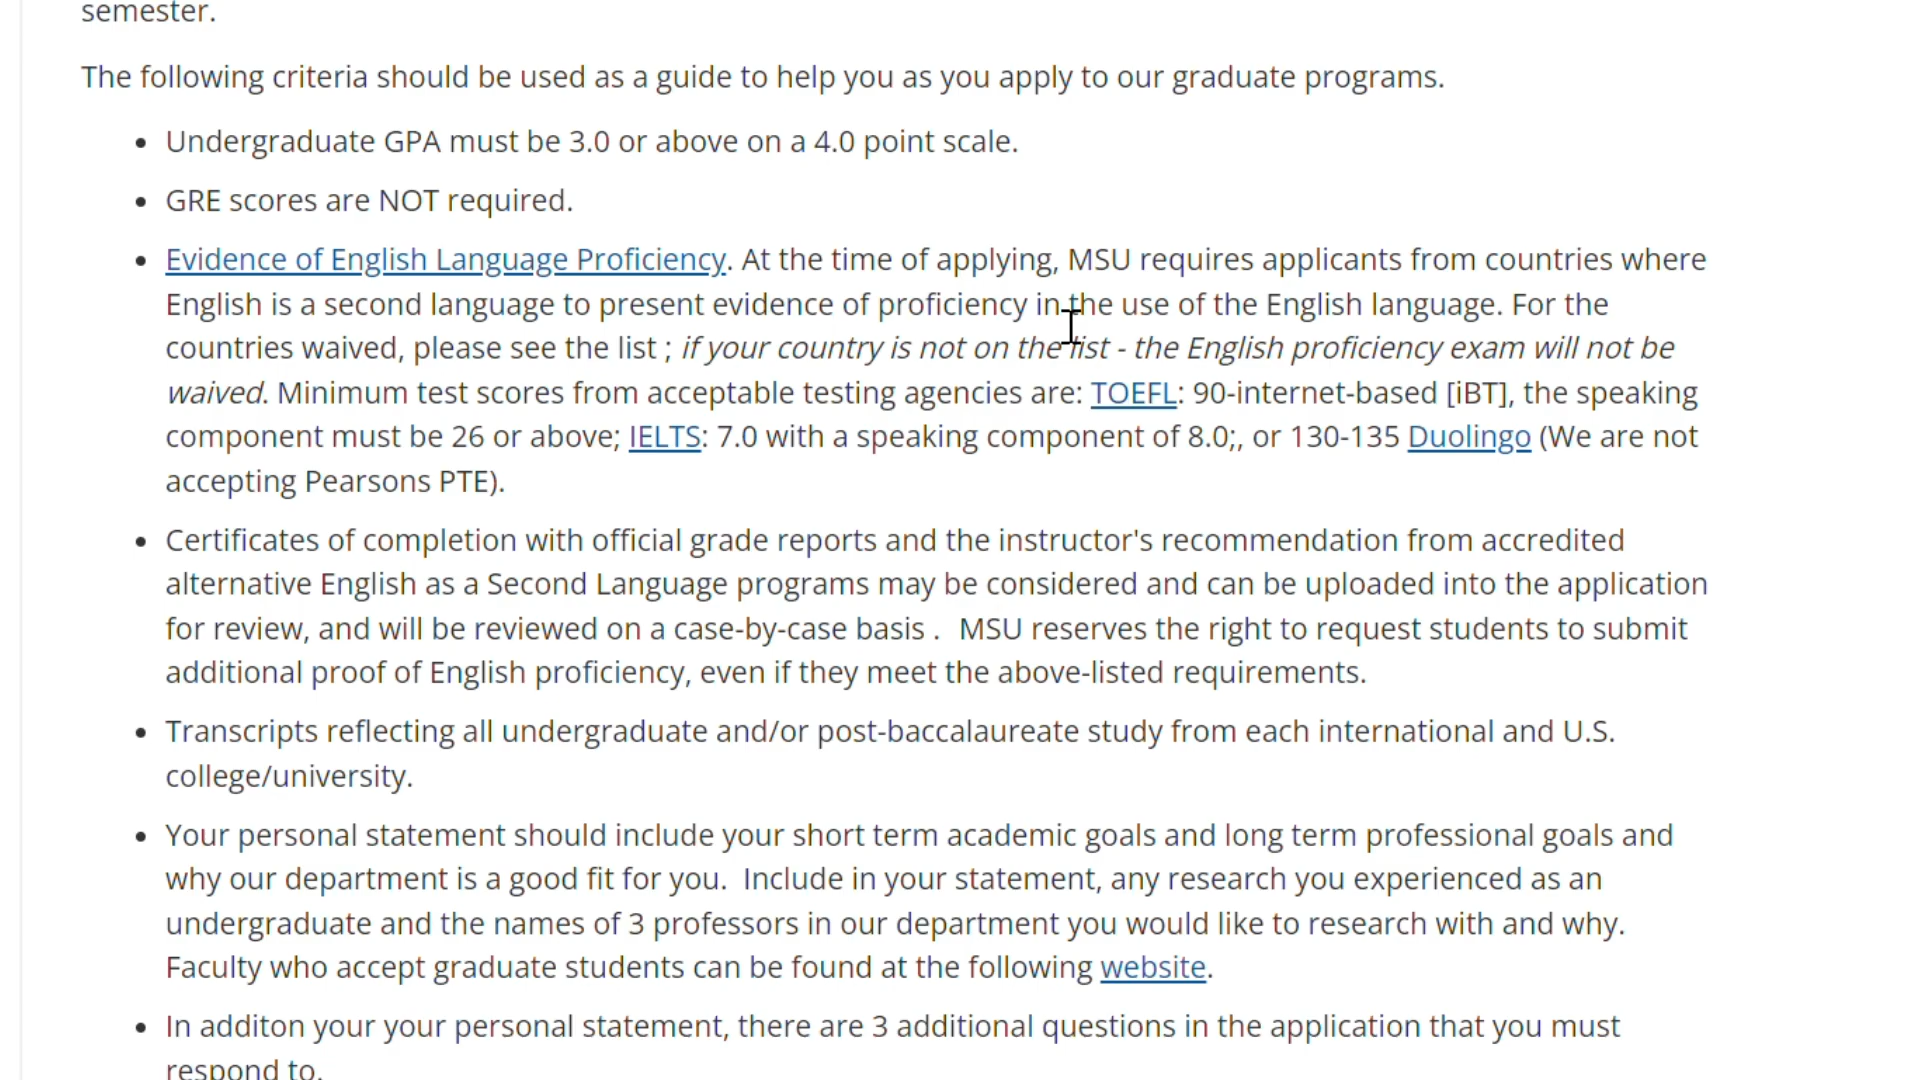 semester.
The following criteria should be used as a guide to help you as you apply to our graduate programs.
• Undergraduate GPA must be 3.0 or above on a 4.0 point scale.
• GRE scores are NOT required.
• Evidence of English Language Proficiency. At the time of applying, MSU requires applicants from countries where
English is a second language to present evidence of proficiency in the use of the English language. For the
countries waived, please see the list ; if your country is not on the list - the English proficiency exam will not be
waived. Minimum test scores from acceptable testing agencies are: TOEFL: 90-internet-based [iBT], the speaking
component must be 26 or above; IELTS: 7.0 with a speaking component of 8.0;, or 130-135 Duolingo (We are not
accepting Pearsons PTE).
• Certificates of completion with official grade reports and the instructor's recommendation from accredited
alternative English as a Second Language programs may be considered and can be uploaded into the application
for review, and will be reviewed on a case-by-case basis .  MSU reserves the right to request students to submit
additional proof of English proficiency, even if they meet the above-listed requirements.
• Transcripts reflecting all undergraduate and/or post-baccalaureate study from each international and U.S.
college/university.
• Your personal statement should include your short term academic goals and long term professional goals and
why our department is a good fit for you.  Include in your statement, any research you experienced as an
undergraduate and the names of 3 professors in our department you would like to research with and why.
Faculty who accept graduate students can be found at the following website.
• In additon your your personal statement, there are 3 additional questions in the application that you must
respond to.